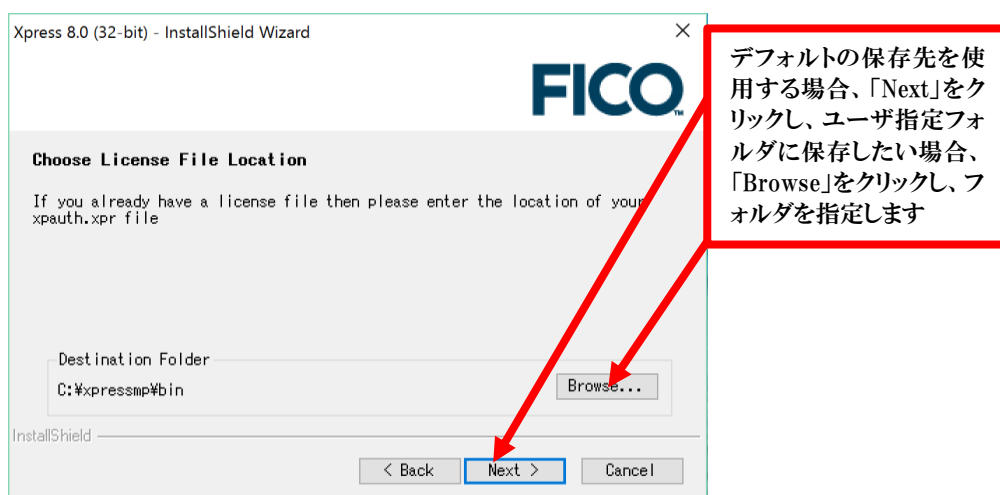 Xpress 8.0 (32-bit) - InstallShield Wizard
FICO
TM
Choose License File Location
If you already have a license file then please enter the location of your
xpauth.xpr file
Destination Folder
C:¥xpressmp¥bin
Browse...
InstallShield
< Back
Next >
Cancel
デフォルトの保存先を使
用する場合、「Next」をク
リックし、ユーザ指定フォ
ルダに保存したい場合、
「Browse」をクリックし、フ
ォルダを指定します